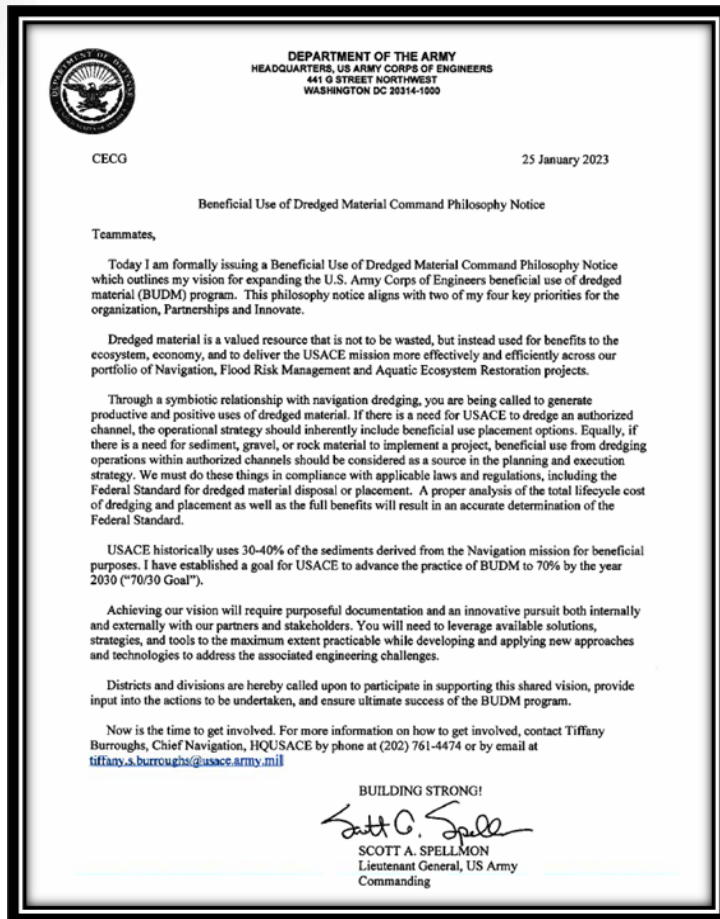 DEPARTMENT OF THE ARMY
HEADQUARTERS, US ARMY CORPS OF ENGINEERS
441 G STREET NORTHWEST
WASHINGTON DC 20314-1000
CECG 25 January 2023
Beneficial Use of Dredged Material Command Philosophy Notice
Teammates,
Today I am formally issuing a Beneficial Use of Dredged Material Command Philosophy Notice
which outlines my vision for expanding the U.S. Army Corps of Engineers beneficial use of dredged
material (BUDM) program. This philosophy notice aligns with two of my four key priorities for the
organization, Partnerships and Innovate.
Dredged material is a valued resource that is not to be wasted, but instead used for benefits to the
ecosystem, economy, and to deliver the USACE mission more effectively and efficiently across our
portfolio of Navigation, Flood Risk Management and Aquatic Ecosystem Restoration projects.
Through a symbiotic relationship with navigation dredging, you are being called to generate
productive and positive uses of dredged material. If there is a need for USACE to dredge an authorized
channel, the operational strategy should inherently include beneficial use placement options. Equally, if
there is a need for sediment, gravel, or rock material to implement a project, beneficial use from dredging
operations within authorized channels should be considered as a source in the planning and execution
strategy. We must do these things in compliance with applicable laws and regulations, including the
Federal Standard for dredged material disposal or placement. A proper analysis of the total lifecycle cost
of dredging and placement as well as the full benefits will result in an accurate determination of the
Federal Standard.
USACE historically uses 30-40% of the sediments derived from the Navigation mission for beneficial
purposes. I have established a goal for USACE to advance the practice of BUDM to 70% by the year
2030 (“70/30 Goal”).
Achieving our vision will require purposeful documentation and an innovative pursuit both internally
and externally with our partners and stakeholders. You will need to leverage available solutions,
strategies, and tools to the maximum extent practicable while developing and applying new approaches
and technologies to address the associated engineering challenges.
Districts and divisions are hereby called upon to participate in supporting this shared vision, provide
input into the actions to be undertaken, and ensure ultimate success of the BUDM program.
Now is the time to get involved. For more information on how to get involved, contact Tiffany
Burroughs, Chief Navigation, HQUSACE by phone at (202) 761-4474 or by email at
tiffany.s.burroughs@usace.army.mil
BUILDING STRONG!
SCOTT A. SPELLMON
Lieutenant General, US Army
Commanding